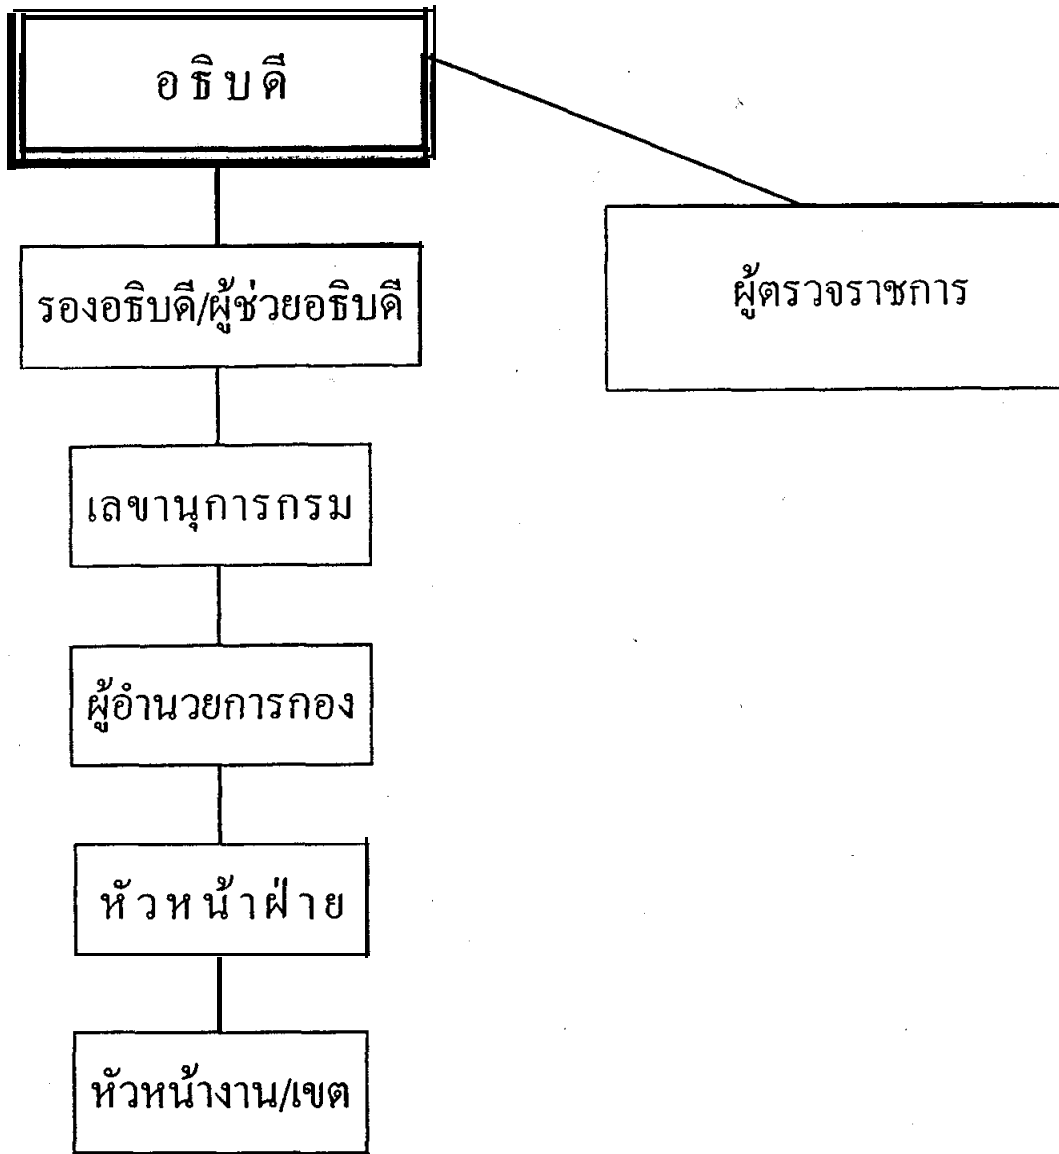 อธิบดี
รองอธิบดี/ผู้ช่วยอธิบดี
ผู้ตรวจราชการ
เลขานุการกรม
ผู้อำนวยการกอง
หัวหน้าฝ่าย
หัวหน้างาน/เขต